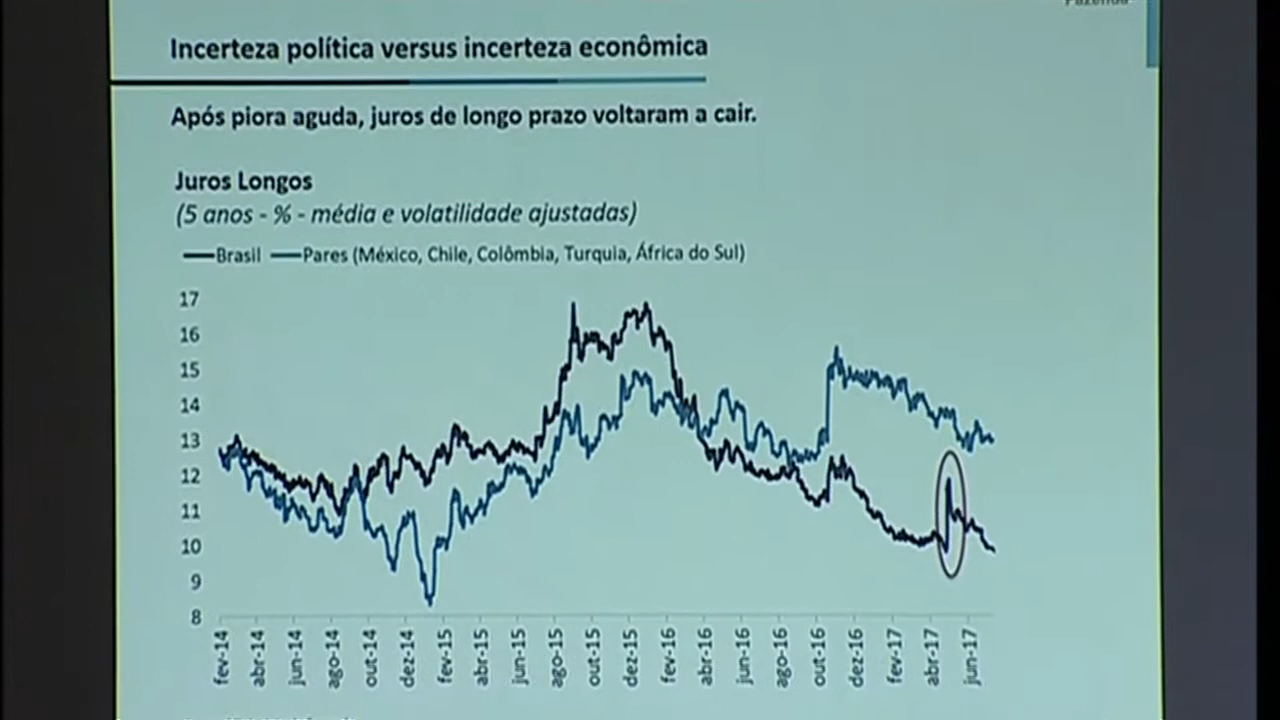 Fazenda
Incerteza política versus incerteza econômica
Após piora aguda, juros de longo prazo voltaram a cair.
Juros Longos
(5 anos - % - média e volatilidade ajustadas)
Brasil Pares (México, Chile, Colômbia, Turquia, África do Sul)
17
16
15
14
13
12
11
10
9
8
fev-14 abr-14 jun-14 ago-14 out-14 dez-14 fev-15 abr-15 jun-15 ago-15 out-15 dez-15 fev-16 abr-16 jun-16 ago-16 out-16 dez-16 fev-17 abr-17 jun-17